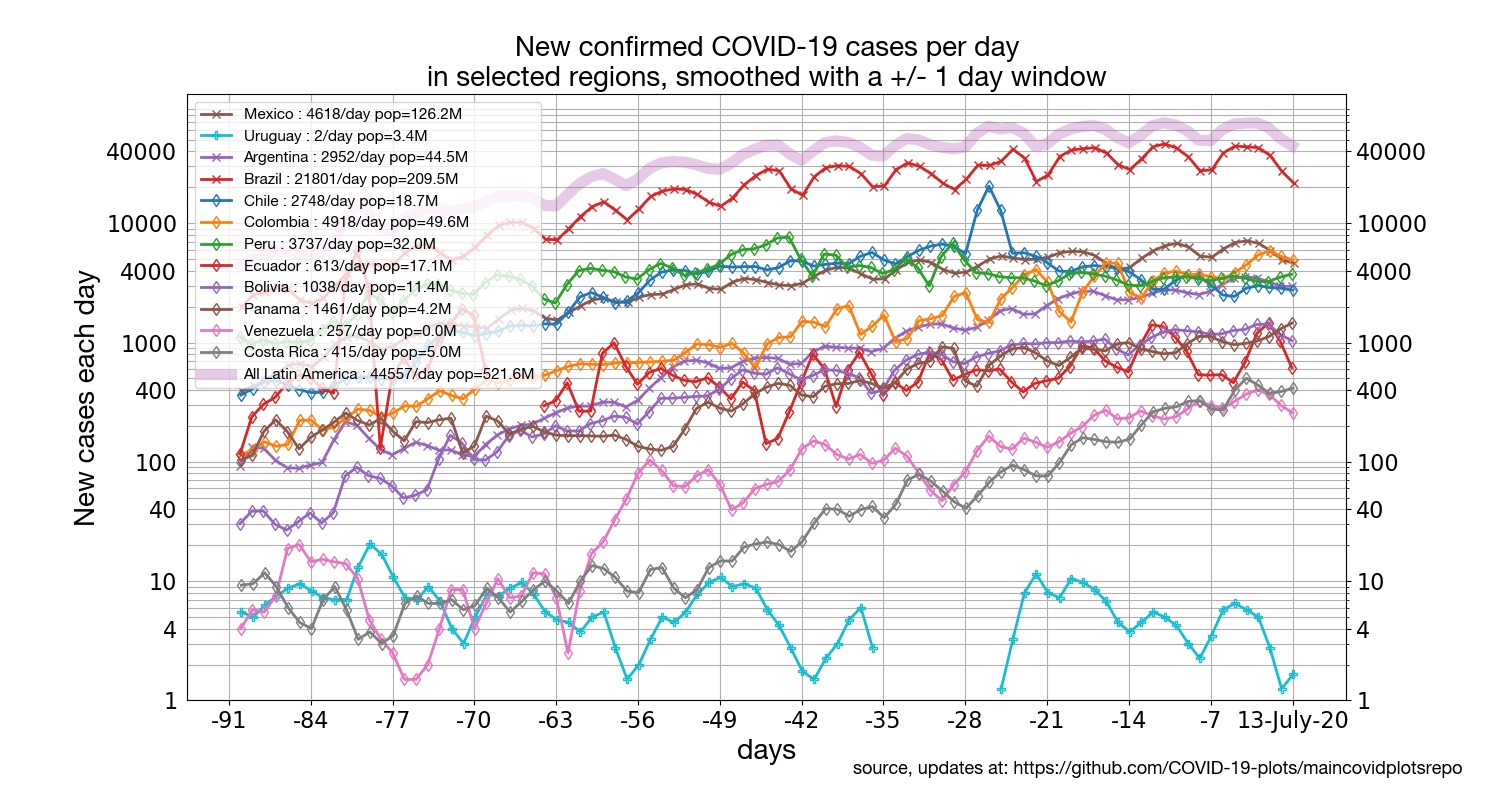 New confirmed COVID-19 cases per day
in selected regions, smoothed with a +/- 1 day window
Mexico : 4618/day pop=126.2M
Uruguay : 2/day pop=3.4M
Argentina : 2952/day pop=44.5M
Brazil : 21801/day pop=209.5M
Chile : 2748/day pop=18.7M
Colombia : 4918/day pop=49.6M
Peru : 3737/day pop=32.0M
Ecuador : 613/day pop=17.1M
Bolivia : 1038/day pop=11.4M
Panama : 1461/day pop=4.2M
Venezuela : 257/day pop=0.0M
Costa Rica : 415/day pop=5.0M
All Latin America : 44557/day pop=521.6M
New cases each day
40000
10000
4000
1000
400
100
40
10
4
1
40000
10000
4000
1000
400
100
40
10
4
1
-91 -84 -77 -70 -63 -56 -49 -42 -35 -28 -21 -14 -7 13-July-20
days
source, updates at: https://github.com/COVID-19-plots/maincovidplotsrepo